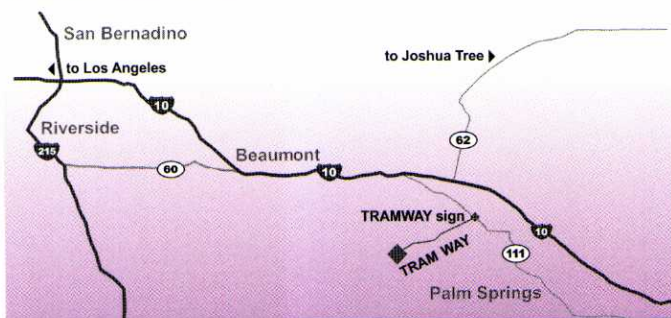 San Bernadino
to Los Angeles
to Joshua Tree
10
Riverside
62
215
60
Beaumont
10
TRAMWAY sign
10
TRAM WAY
111
Palm Springs